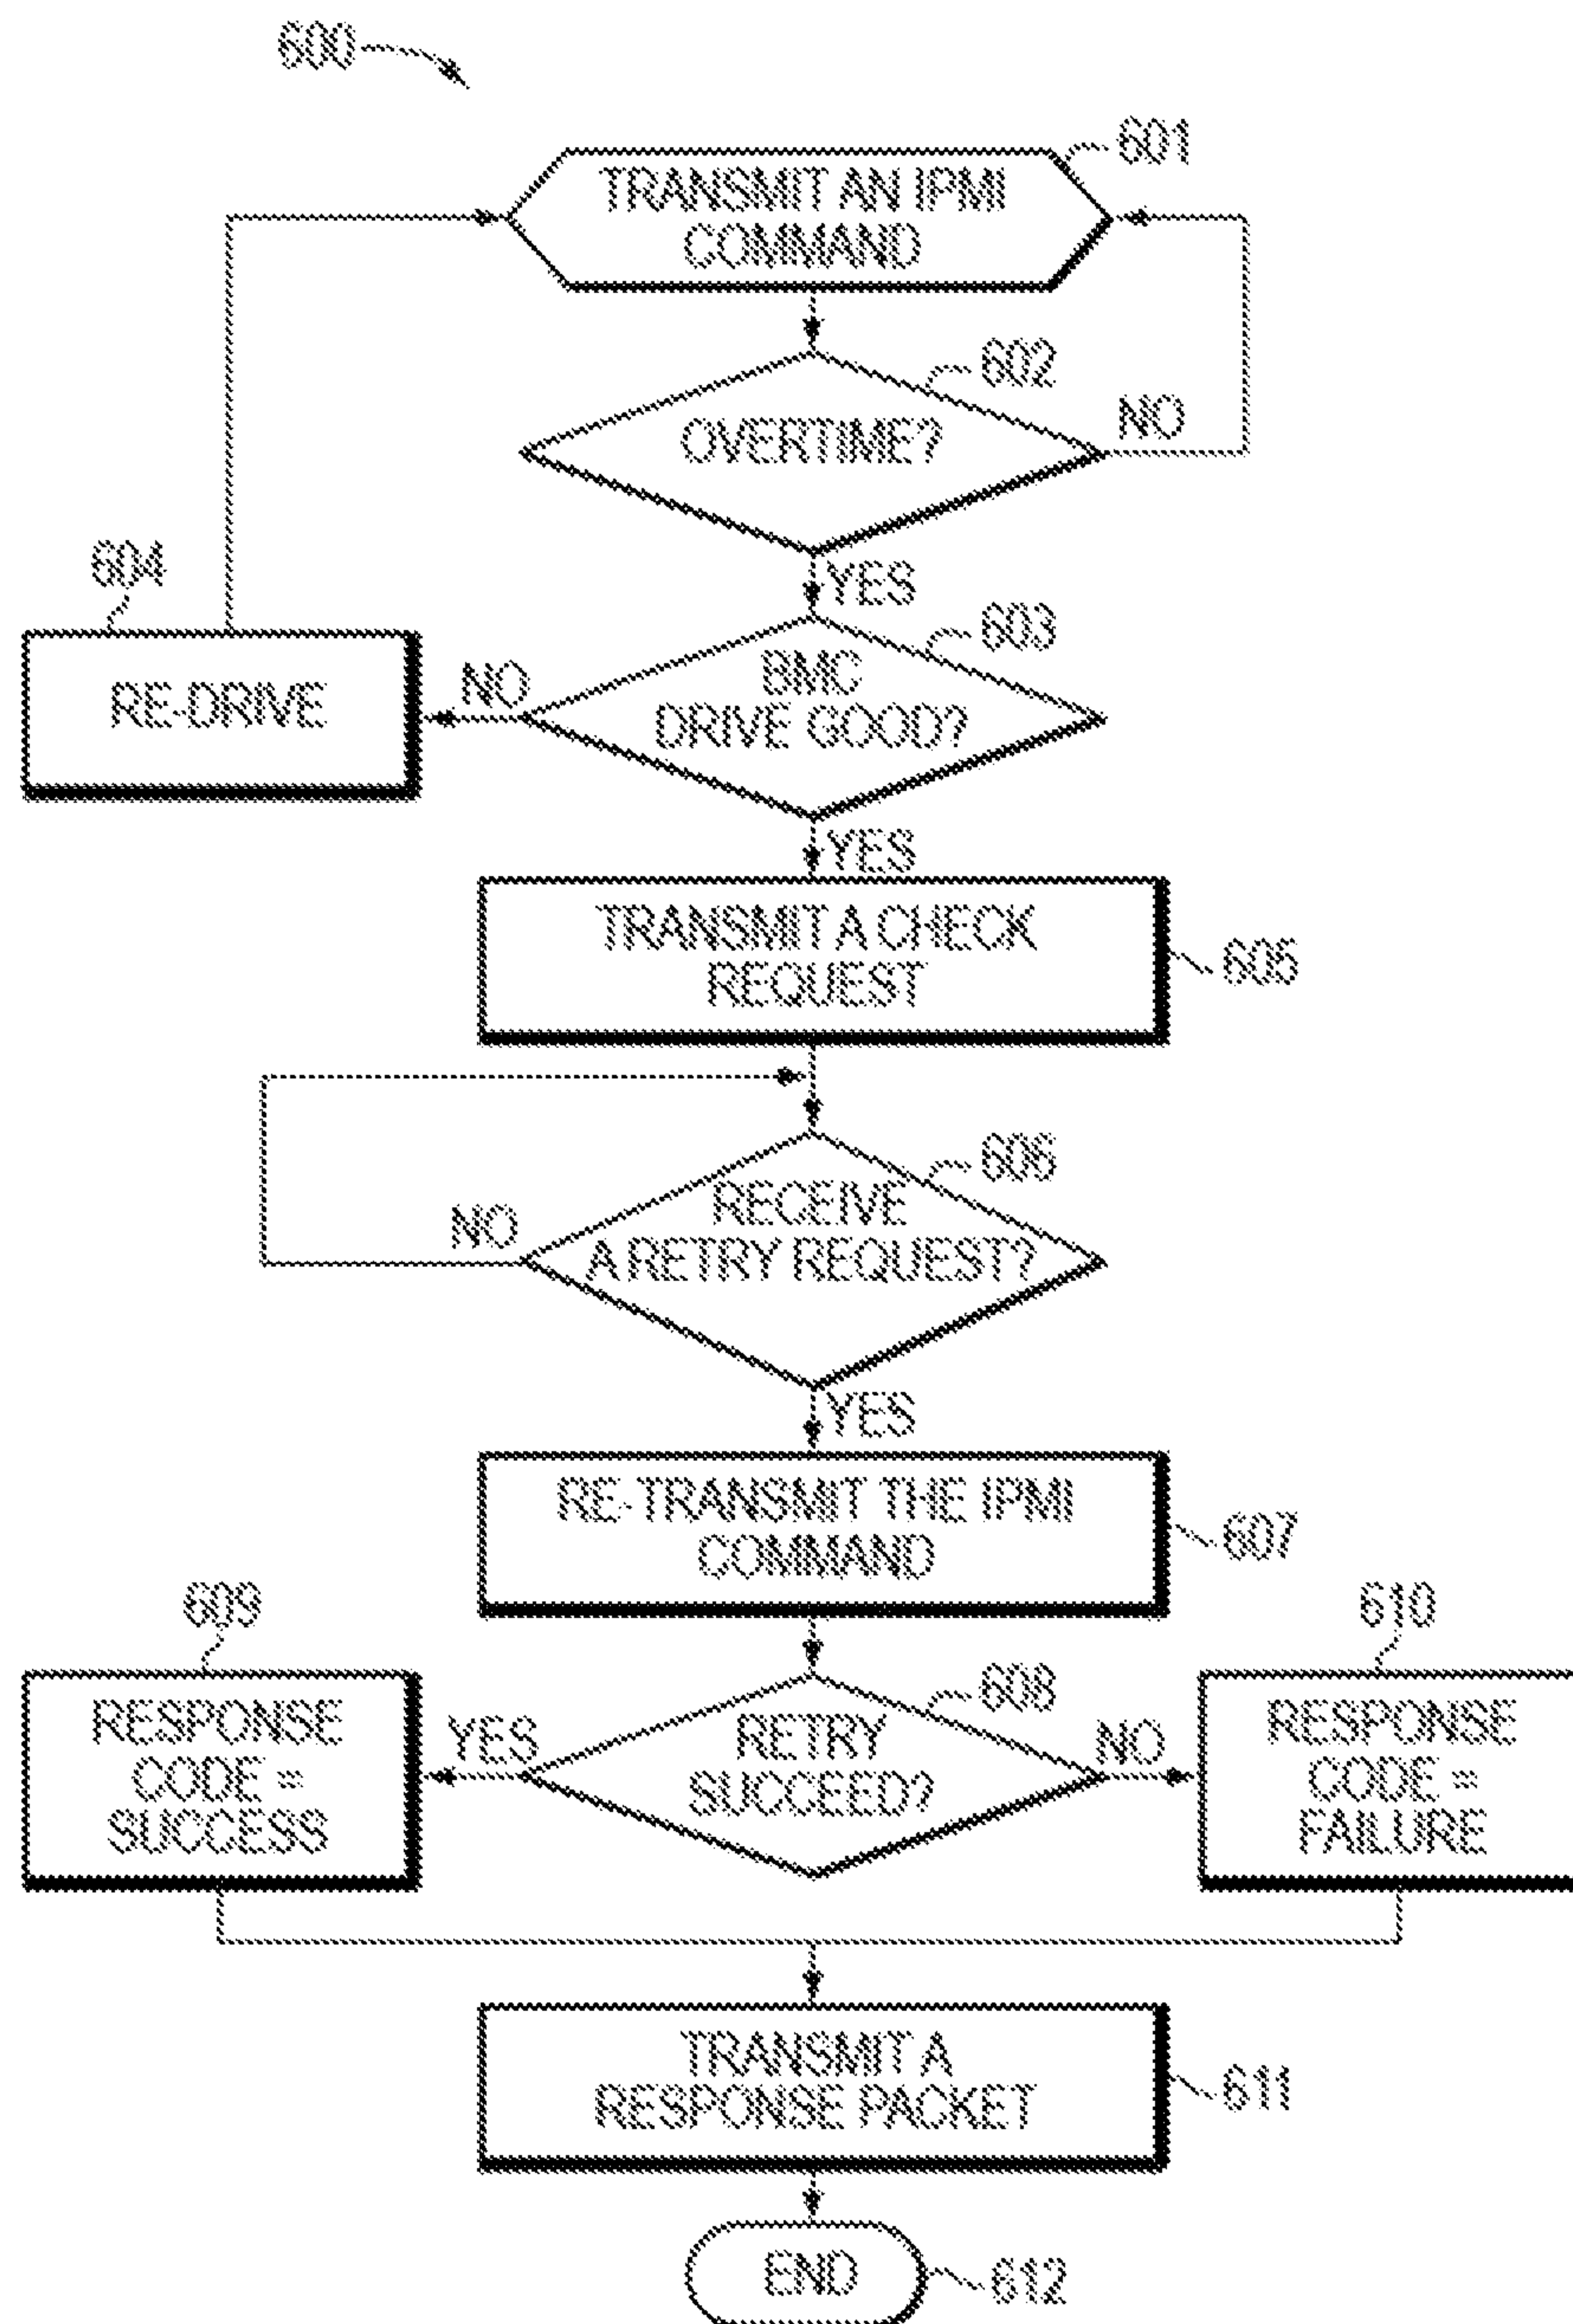 600
601
TRANSMIT AN IPMI
COMMAND
602
OVERTIME?
NO
YES
604
603
RE-DRIVE
NO
BMC
DRIVE GOOD?
YES
TRANSMIT A CHECK
REQUEST
605
606
RECEIVE
A RETRY REQUEST?
NO
YES
RE-TRANSMIT THE IPMI
COMMAND
607
609
610
608
RESPONSE
CODE =
SUCCESS
YES
RETRY
SUCCEED?
NO
RESPONSE
CODE =
FAILURE
TRANSMIT A
RESPONSE PACKET
611
END
612